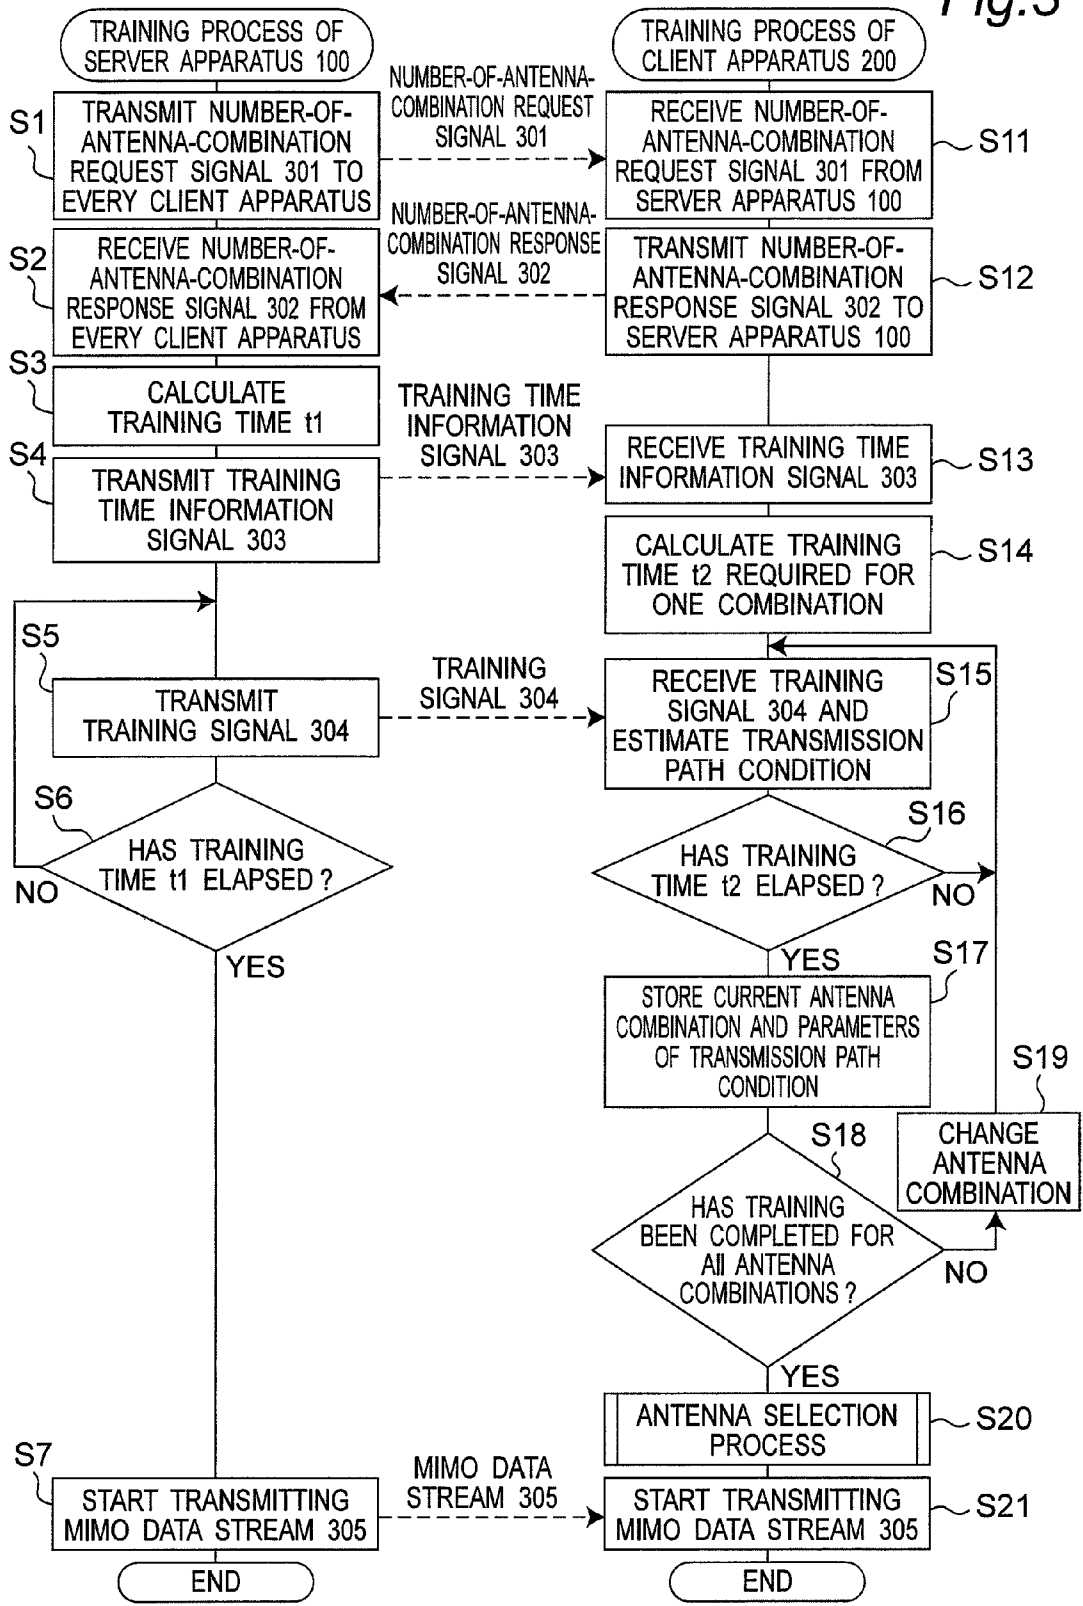 Fig.3
TRAINING PROCESS OF
SERVER APPARATUS 100
TRAINING PROCESS OF
CLIENT APPARATUS 200
S1
TRANSMIT NUMBER-OF-
ANTENNA-COMBINATION
REQUEST SIGNAL 301 TO
EVERY CLIENT APPARATUS
NUMBER-OF-ANTENNA-
COMBINATION REQUEST
SIGNAL 301
RECEIVE NUMBER-OF-
ANTENNA-COMBINATION
REQUEST SIGNAL 301 FROM
SERVER APPARATUS 100
S11
S2
RECEIVE NUMBER-OF-
ANTENNA-COMBINATION
RESPONSE SIGNAL 302 FROM
EVERY CLIENT APPARATUS
NUMBER-OF-ANTENNA-
COMBINATION RESPONSE
SIGNAL 302
TRANSMIT NUMBER-OF-
ANTENNA-COMBINATION
RESPONSE SIGNAL 302 TO
SERVER APPARATUS 100
S12
S3
CALCULATE
TRAINING TIME t1
S4
TRANSMIT TRAINING
TIME INFORMATION
SIGNAL 303
TRAINING TIME
INFORMATION
SIGNAL 303
RECEIVE TRAINING TIME
INFORMATION SIGNAL 303
S13
CALCULATE TRAINING
TIME t2 REQUIRED FOR
ONE COMBINATION
S14
S5
TRANSMIT
TRAINING SIGNAL 304
TRAINING
SIGNAL 304
RECEIVE TRAINING
SIGNAL 304 AND
ESTIMATE TRANSMISSION
PATH CONDITION
S15
S6
HAS TRAINING
TIME t1 ELAPSED?
NO
YES
S16
HAS TRAINING
TIME t2 ELAPSED?
NO
YES
S17
STORE CURRENT ANTENNA
COMBINATION AND PARAMETERS
OF TRANSMISSION PATH
CONDITION
S19
CHANGE
ANTENNA
COMBINATION
S18
HAS TRAINING
BEEN COMPLETED FOR
All ANTENNA
COMBINATIONS?
NO
YES
ANTENNA SELECTION
PROCESS
S20
S7
START TRANSMITTING
MIMO DATA STREAM 305
MIMO DATA
STREAM 305
START TRANSMITTING
MIMO DATA STREAM 305
S21
END
END